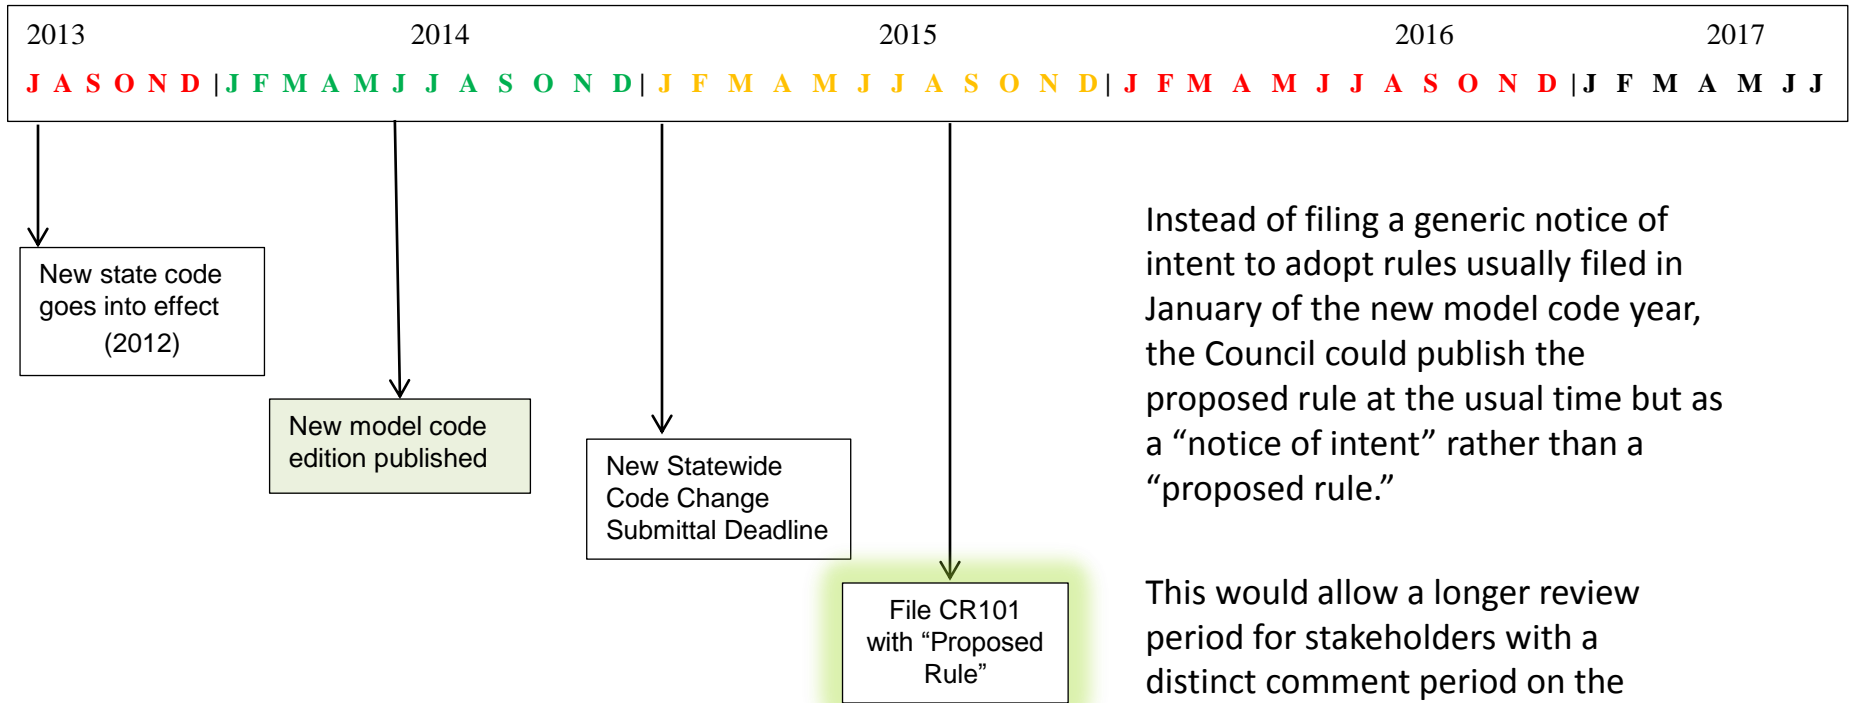 2013 2014 2015 2016 2017
J A S O N D | J F M A M J J A S O N D | J F M A M J J A S O N D | J F M A M J J A S O N D | J F M A M J J
New state code
goes into effect
(2012)
New model code
edition published
New Statewide
Code Change
Submittal Deadline
File CR101
with “Proposed
Rule”
Instead of filing a generic notice of
intent to adopt rules usually filed in
January of the new model code year,
the Council could publish the
proposed rule at the usual time but as
a “notice of intent” rather than a
“proposed rule.”
This would allow a longer review
period for stakeholders with a
distinct comment period on the